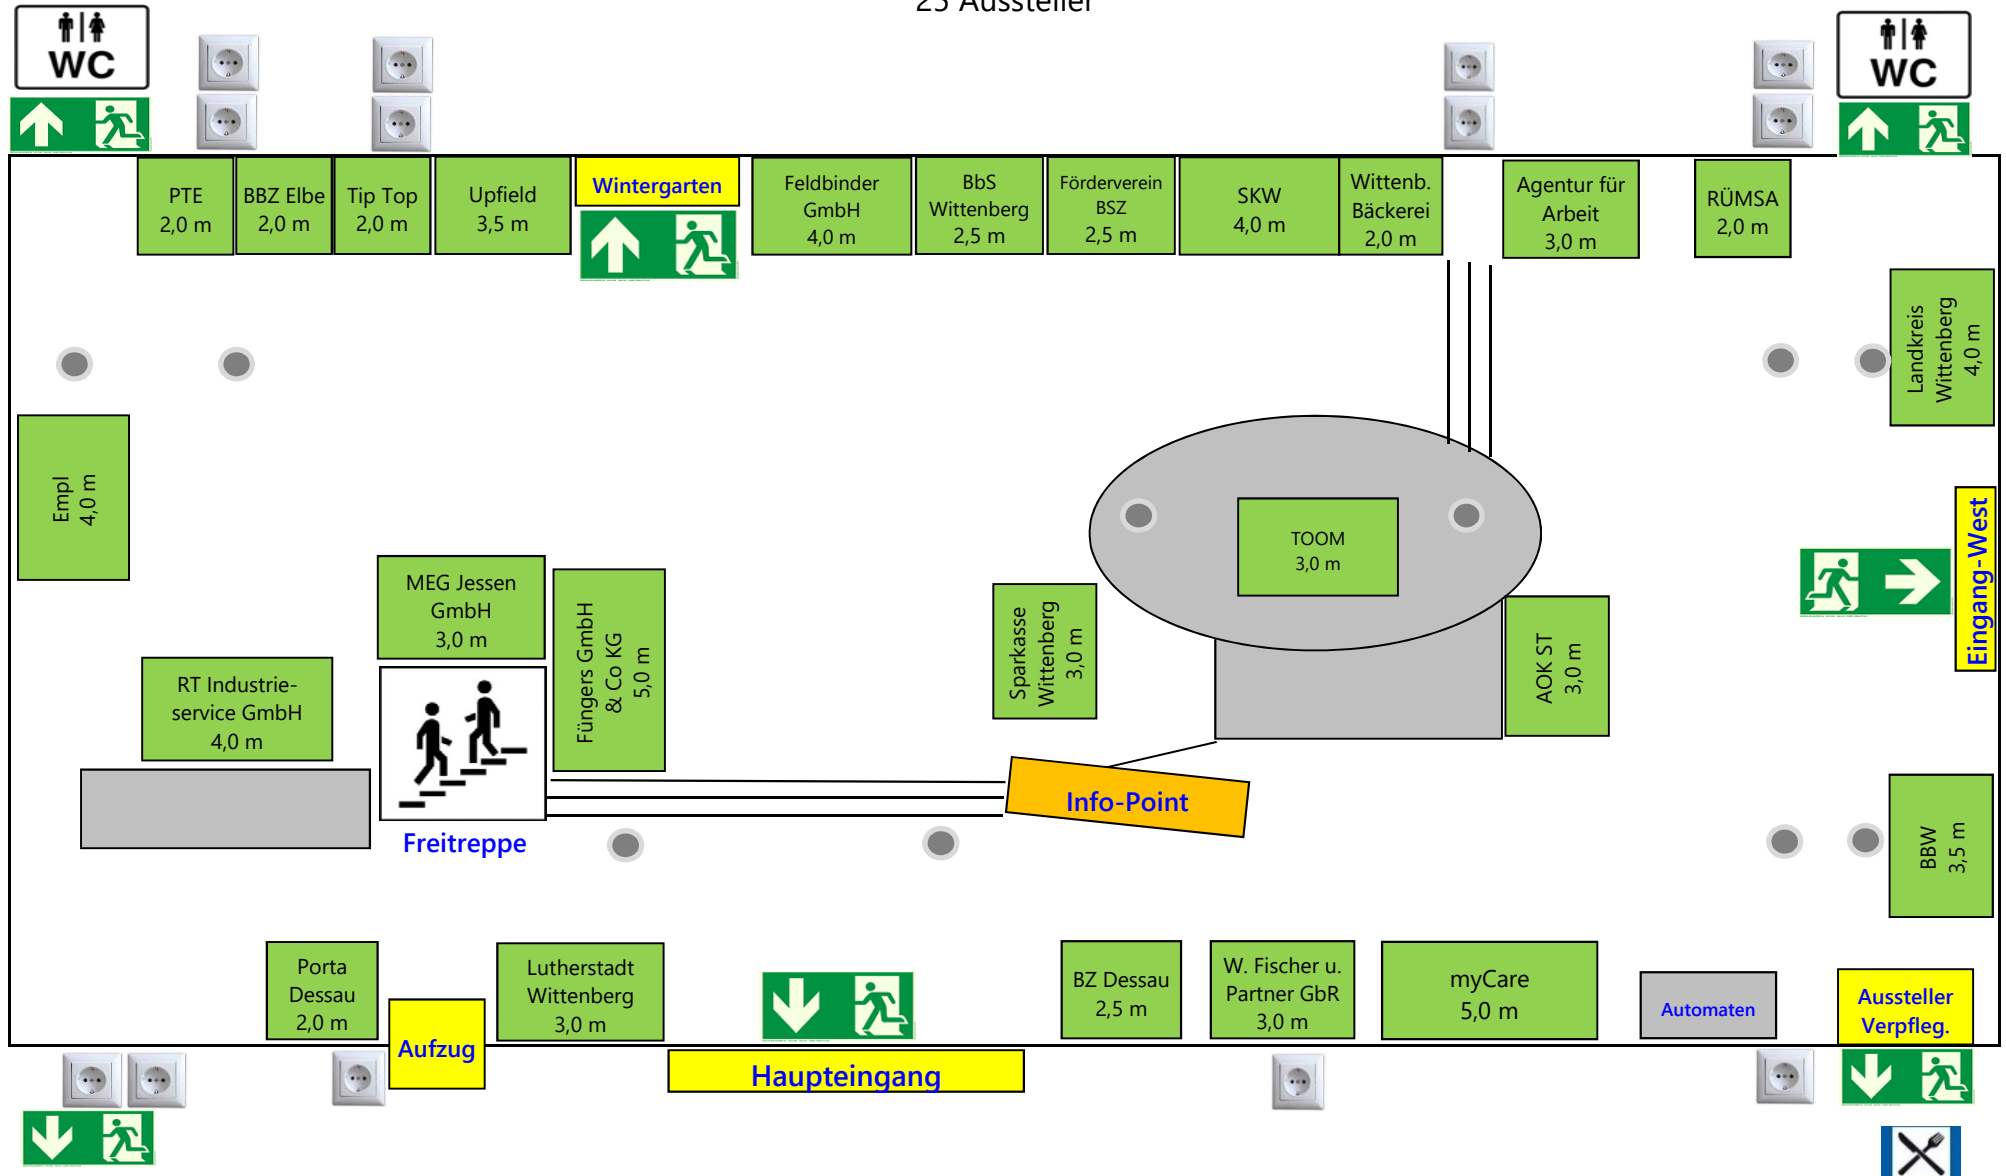 25 Aussteller
WC
WC
PTE
2,0 m
BBZ Elbe
2,0 m
Tip Top
2,0 m
Upfield
3,5 m
Wintergarten
Feldbinder
GmbH
4,0 m
BbS
Wittenberg
2,5 m
Förderverein
BSZ
2,5 m
SKW
4,0 m
Wittenb.
Bäckerei
2,0 m
Agentur für
Arbeit
3,0 m
RÜMSA
2,0 m
Landkreis
Wittenberg
4,0 m
Empl
4,0 m
TOOM
3,0 m
Eingang-West
MEG Jessen
GmbH
3,0 m
Füngers GmbH
& Co KG
5,0 m
Sparkasse
Wittenberg
3,0 m
AOK ST
3,0 m
RT Industrie-
service GmbH
4,0 m
Info-Point
Freitreppe
BBW
3,5 m
Porta
Dessau
2,0 m
Aufzug
Lutherstadt
Wittenberg
3,0 m
Haupteingang
BZ Dessau
2,5 m
W. Fischer u.
Partner GbR
3,0 m
myCare
5,0 m
Automaten
Aussteller
Verpfleg.